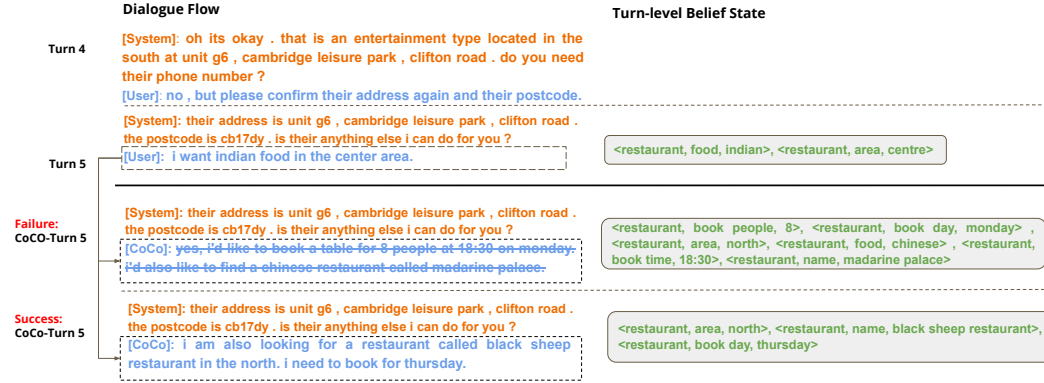 Dialogue Flow
Turn-level Belief State
Turn 4
[System]: oh its okay . that is an entertainment type located in the
south at unit g6 , cambridge leisure park , clifton road . do you need
their phone number ?
[User]: no , but please confirm their address again and their postcode.
[System]: their address is unit g6 , cambridge leisure park , clifton road .
the postcode is cb17dy . is their anything else i can do for you ?
Turn 5
[User]: i want indian food in the center area.
<restaurant, food, indian>, <restaurant, area, centre>
Failure:
CoCO-Turn 5
[System]: their address is unit g6 , cambridge leisure park , clifton road .
the postcode is cb17dy . is their anything else i can do for you ?
[CoCo]: yes, i'd like to book a table for 8 people at 18:30 on monday.
i'd also like to find a chinese restaurant called madarine palace.
<restaurant, book people, 8>, <restaurant, book day, monday> ,
<restaurant, area, north>, <restaurant, food, chinese> , <restaurant,
book time, 18:30>, <restaurant, name, madarine palace>
Success:
CoCo-Turn 5
[System]: their address is unit g6 , cambridge leisure park , clifton road .
the postcode is cb17dy . is their anything else i can do for you ?
[CoCo]: i am also looking for a restaurant called black sheep
restaurant in the north. i need to book for thursday.
<restaurant, area, north>, <restaurant, name, black sheep restaurant>,
<restaurant, book day, thursday>